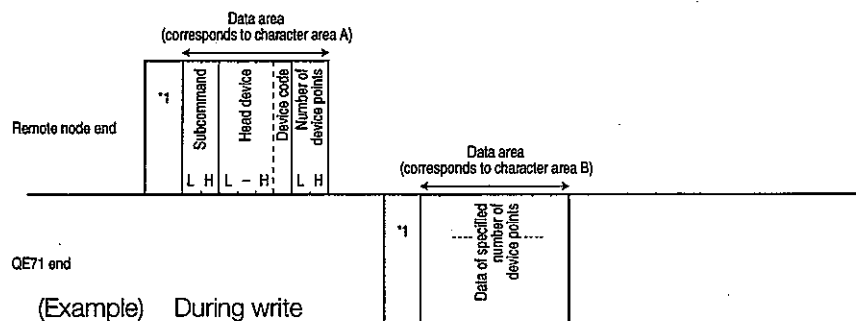 Data area
(corresponds to character area A)
*1
Subcommand
Head device
Device code
Number of
device points
Remote node end
L H L – H L H
Data area
(corresponds to character area B)
*1
Data of specified
number of
device points
QE71 end
(Example) During write